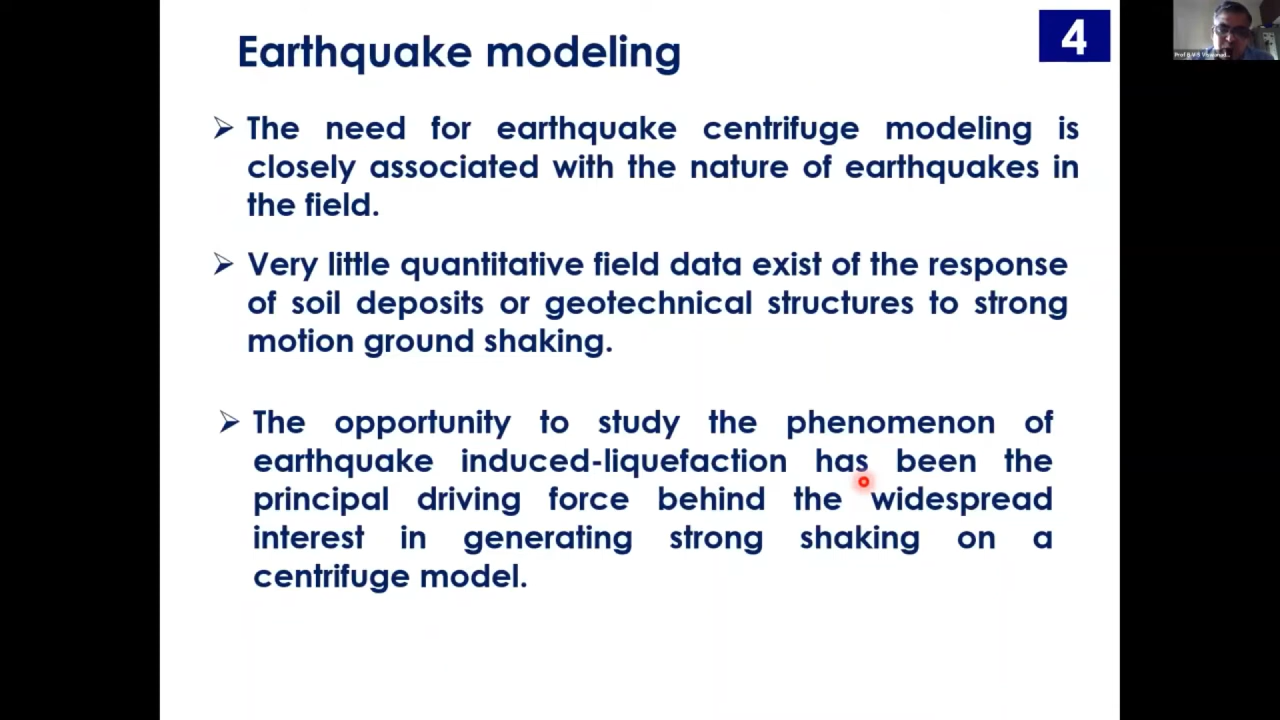 Earthquake modeling
4
➢ The need for earthquake centrifuge modeling is
closely associated with the nature of earthquakes in
the field.
➢ Very little quantitative field data exist of the response
of soil deposits or geotechnical structures to strong
motion ground shaking.
➢ The opportunity to study the phenomenon of
earthquake induced-liquefaction has been the
principal driving force behind the widespread
interest in generating strong shaking on a
centrifuge model.
Prof